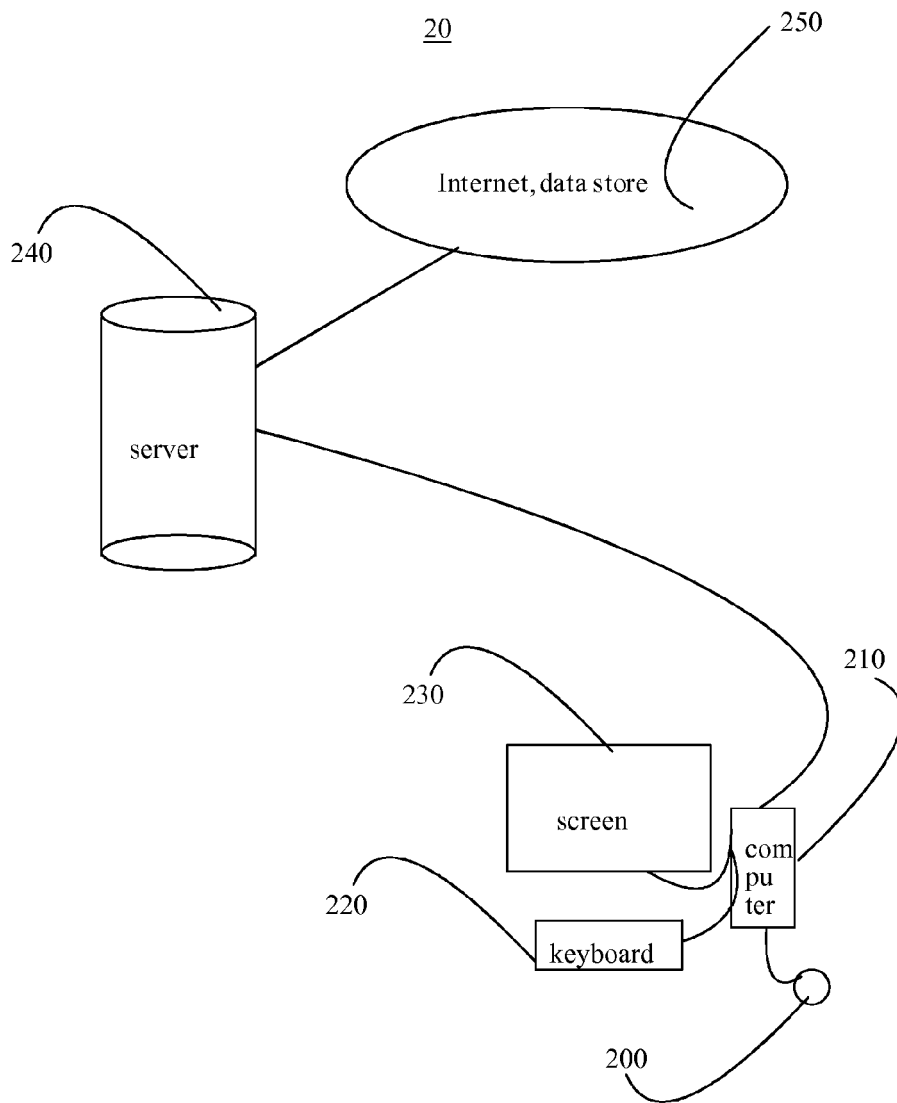 20
250
Internet, data store
240
server
210
230
screen
com
pu
ter
220
keyboard
200